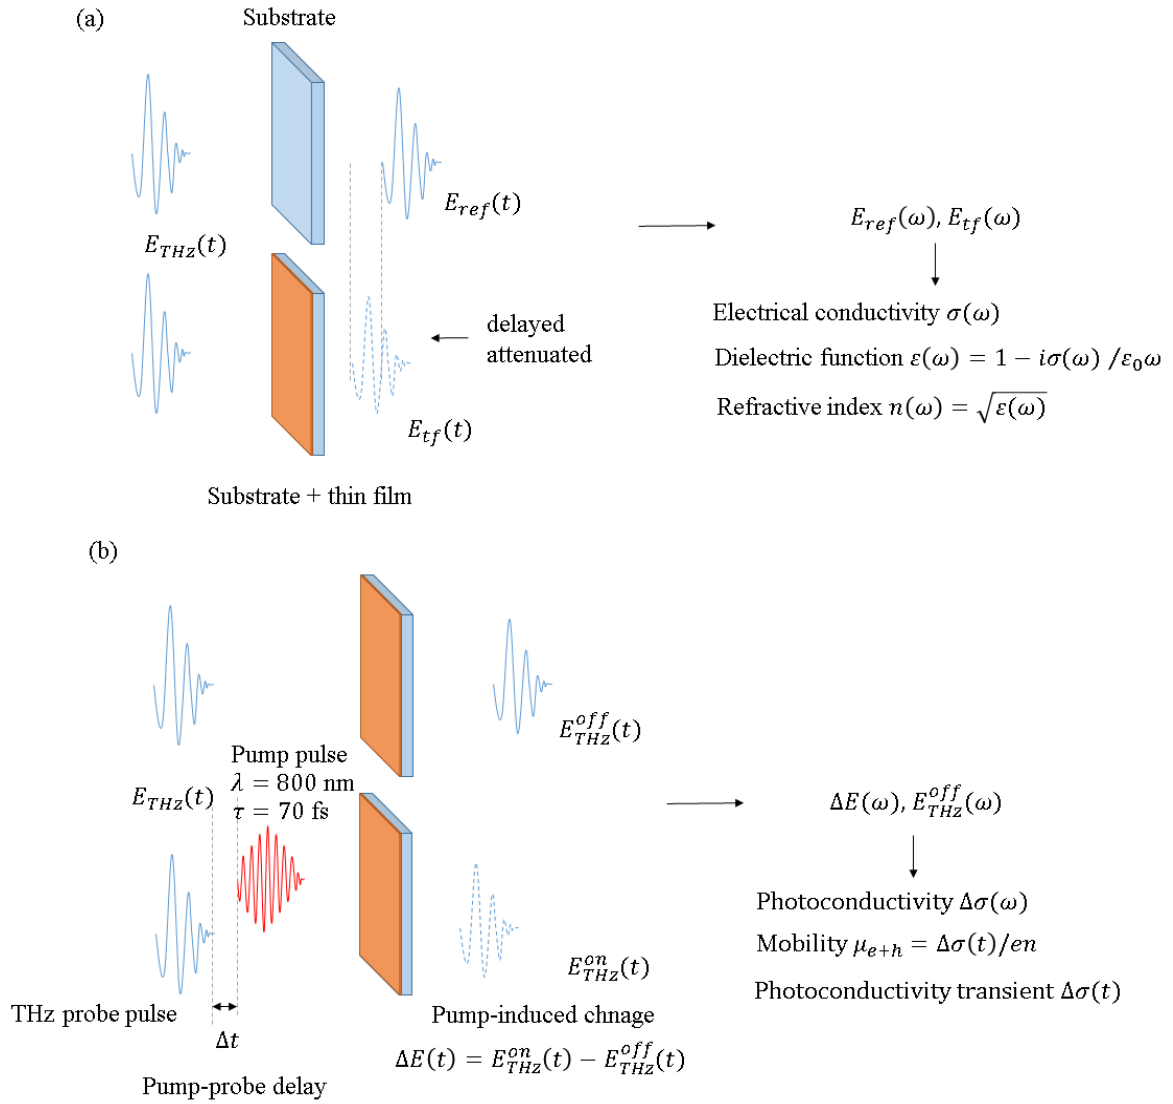 (a)
Substrate
E_{THz}(t)
E_{ref}(t)
delayed
attenuated
E_{tf}(t)
Substrate + thin film
E_{ref}(ω), E_{tf}(ω)
Electrical conductivity σ(ω)
Dielectric function ε(ω) = 1 − iσ(ω) /ε_0ω
Refractive index n(ω) = √ε(ω)
(b)
E_{THz}(t)
Pump pulse
λ = 800 nm
τ = 70 fs
E_{THz}^{off}(t)
E_{THz}^{on}(t)
THz probe pulse
Δt
Pump-probe delay
Pump-induced chnage
ΔE(t) = E_{THz}^{on}(t) − E_{THz}^{off}(t)
ΔE(ω), E_{THz}^{off}(ω)
Photoconductivity Δσ(ω)
Mobility μ_{e+h} = Δσ(t)/en
Photoconductivity transient Δσ(t)